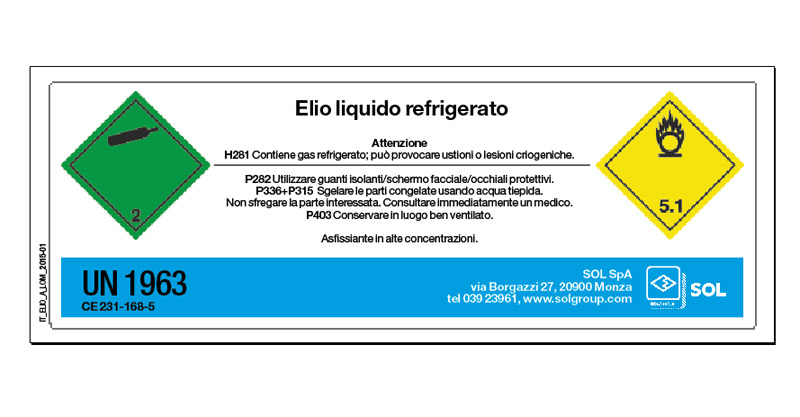 Elio liquido refrigerato
Attenzione
H281 Contiene gas refrigerato; può provocare ustioni o lesioni criogeniche.
P282 Utilizzare guanti isolanti/schermo facciale/occhiali protettivi.
P336+P315 Sgelare le parti congelate usando acqua tiepida.
Non sfregare la parte interessata. Consultare immediatamente un medico.
P403 Conservare in luogo ben ventilato.
Asfissiante in alte concentrazioni.
2
5.1
UN 1963
CE 231-168-5
SOL SpA
via Borgazzi 27, 20900 Monza
tel 039 23961, www.solgroup.com
SOL
IT_ELIO_A_LOM_2015-01